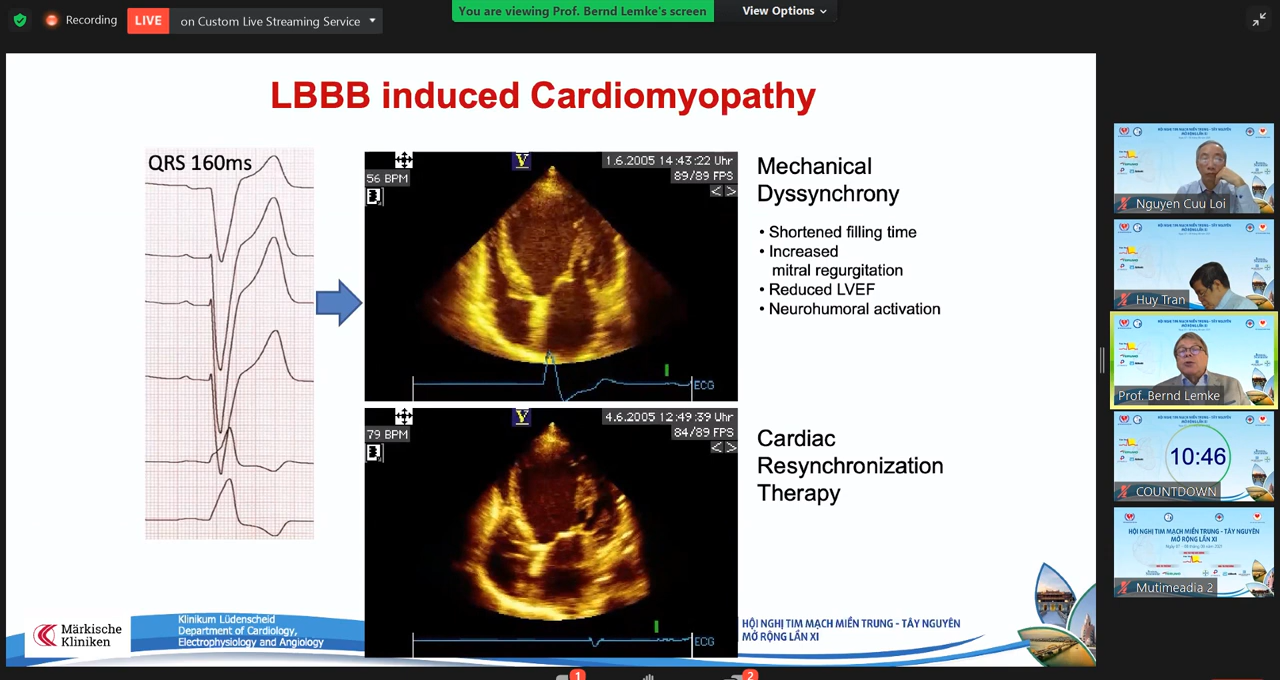 Recording
LIVE
on Custom Live Streaming Service
You are viewing Prof. Bernd Lemke's screen
View Options
LBBB induced Cardiomyopathy
QRS 160ms
V
1.6.2005 14:43:22 Uhr
56 BPM
89/89 FPS
< >
ECG
Mechanical
Dyssynchrony
• Shortened filling time
• Increased
mitral regurgitation
• Reduced LVEF
• Neurohumoral activation
V
4.6.2005 12:49:39 Uhr
79 BPM
84/89 FPS
< >
ECG
Cardiac
Resynchronization
Therapy
Märkische
Kliniken
Klinikum Lüdenscheid
Department of Cardiology,
Electrophysiology and Angiology
HỘI NGHỊ TIM MẠCH MIỀN TRUNG - TÂY NGUYÊN
MỞ RỘNG LẦN XI
Nguyen Cuu Loi
Huy Tran
Prof. Bernd Lemke
10:46
COUNTDOWN
HỘI NGHỊ TIM MẠCH MIỀN TRUNG - TÂY NGUYÊN
MỞ RỘNG LẦN XI
Mutimeadia 2
1
2